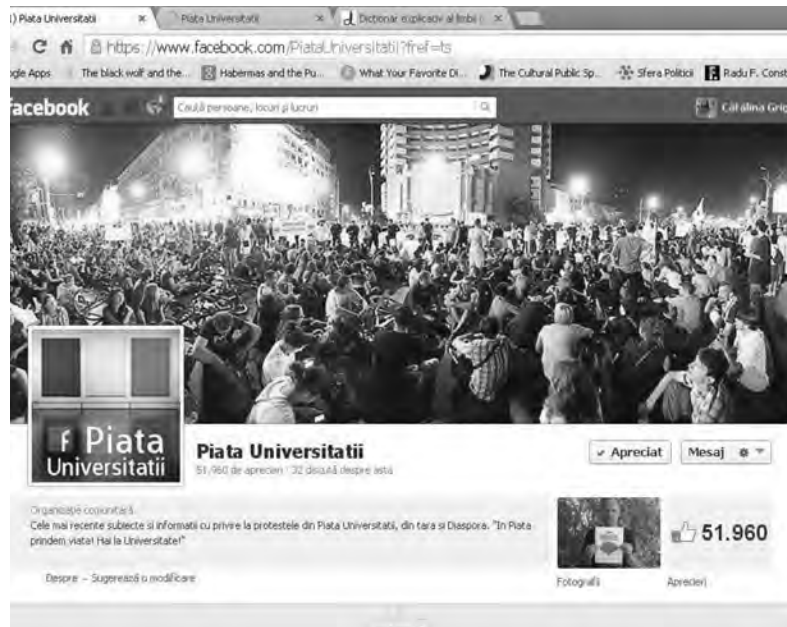 ) Piata Universitatii × Piata Universitatii × Dictionar explicativ al limbii ×
https://www.facebook.com/PiataUniversitatii?fref=ts
gle Apps The black wolf and the... Habermas and the Pu... What Your Favorite Di... The Cultural Public Sp... Sfera Politicii Radu F. Const
facebook Caută persoane, locuri și lucruri Cătălina Grig
f Piata
Universitatii
Piata Universitatii
51.960 de aprecieri · 32 discută despre asta
✓ Apreciat Mesaj
Organizație comunitară
Cele mai recente subiecte si informatii cu privire la protestele din Piata Universitatii, din tara si Diaspora. "In Piata
prindem viata! Hai la Universitate!"
51.960
Despre – Sugerează o modificare
Fotografii Aprecieri